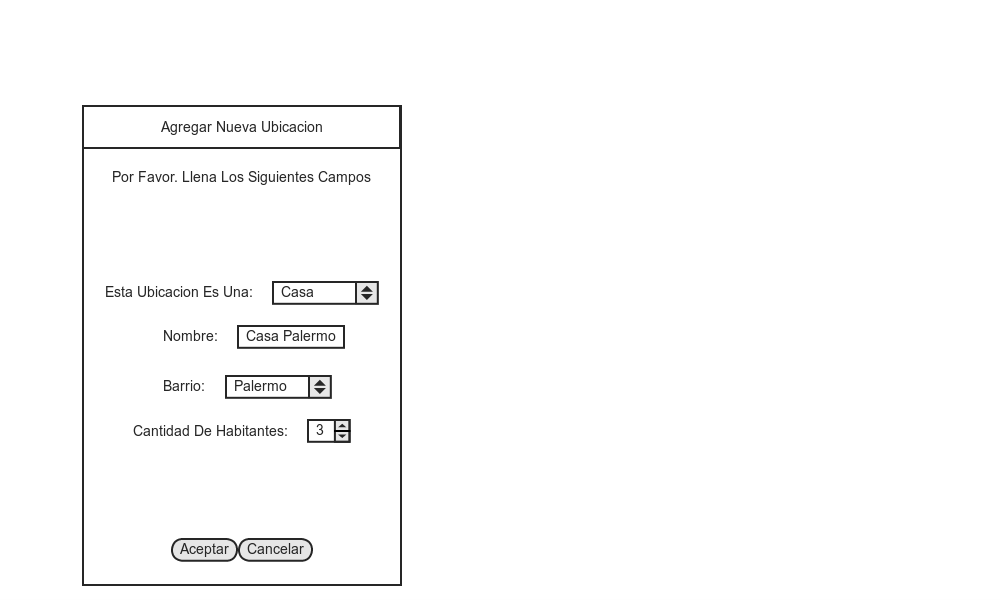 Agregar Nueva Ubicacion
Por Favor. Llena Los Siguientes Campos
Esta Ubicacion Es Una: Casa
Nombre: Casa Palermo
Barrio: Palermo
Cantidad De Habitantes: 3
Aceptar Cancelar